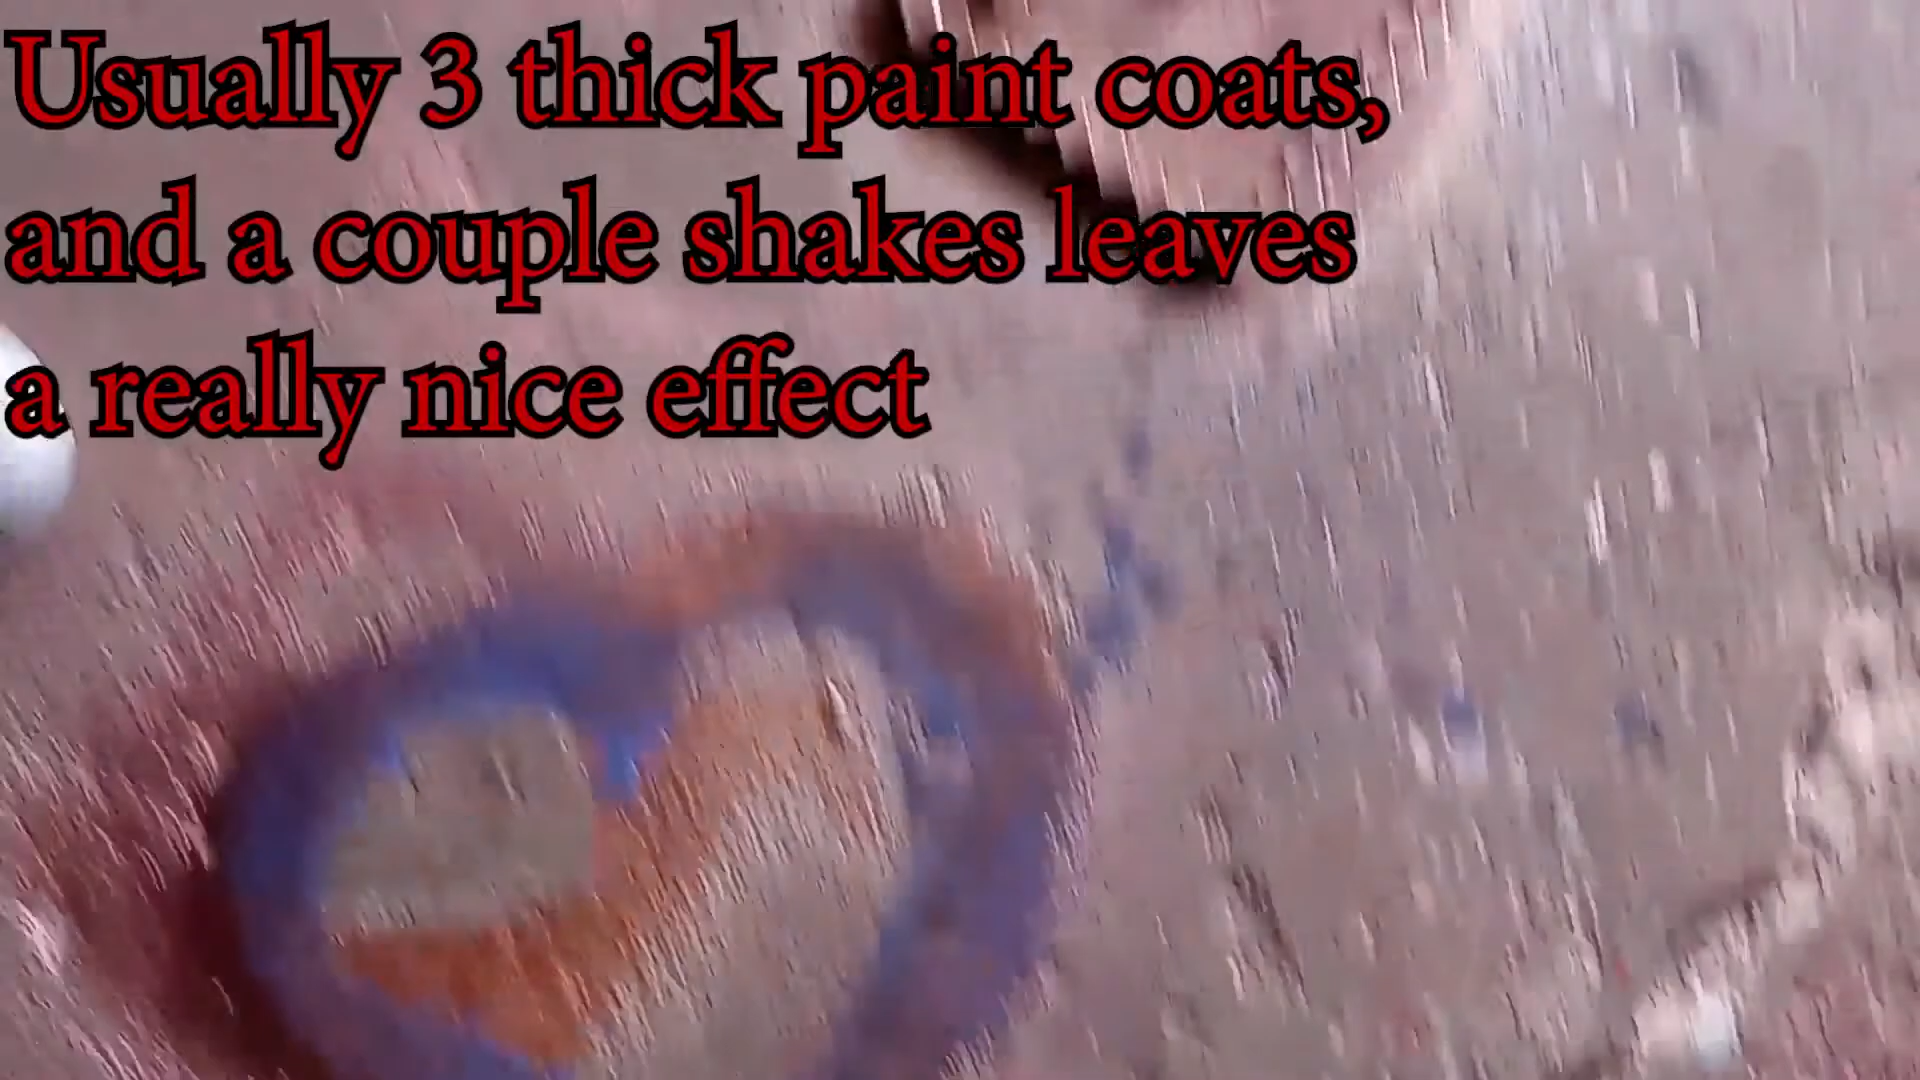 Usually 3 thick paint coats,
and a couple shakes leaves
a really nice effect